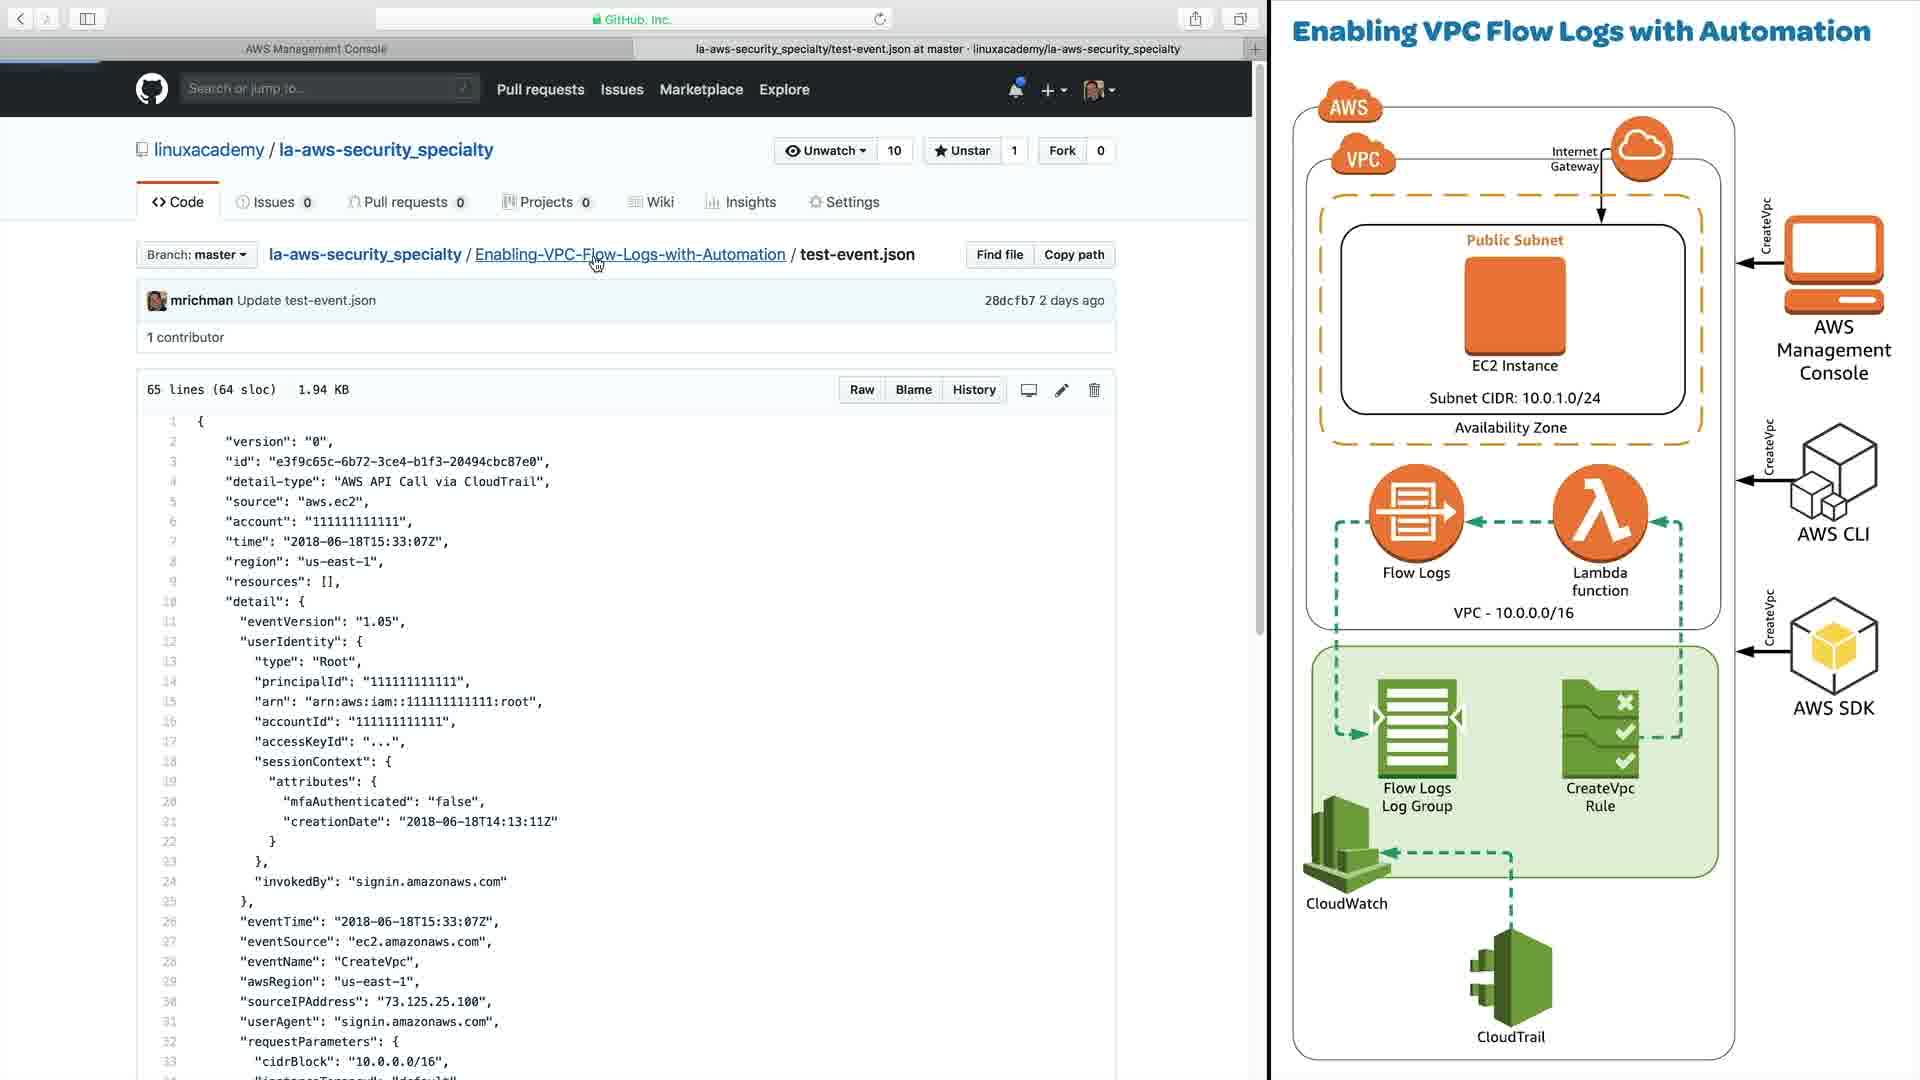 GitHub, Inc.
AWS Management Console
la-aws-security_specialty/test-event.json at master · linuxacademy/la-aws-security_specialty
Search or jump to...
/
Pull requests
Issues
Marketplace
Explore
linuxacademy / la-aws-security_specialty
Unwatch 10
Unstar 1
Fork 0
Code
Issues 0
Pull requests 0
Projects 0
Wiki
Insights
Settings
Branch: master
la-aws-security_specialty / Enabling-VPC-Flow-Logs-with-Automation / test-event.json
Find file
Copy path
mrichman Update test-event.json
28dcfb7 2 days ago
1 contributor
65 lines (64 sloc) 1.94 KB
Raw
Blame
History
1 {
2 "version": "0",
3 "id": "e3f9c65c-6b72-3ce4-b1f3-20494cbc87e0",
4 "detail-type": "AWS API Call via CloudTrail",
5 "source": "aws.ec2",
6 "account": "111111111111",
7 "time": "2018-06-18T15:33:07Z",
8 "region": "us-east-1",
9 "resources": [],
10 "detail": {
11 "eventVersion": "1.05",
12 "userIdentity": {
13 "type": "Root",
14 "principalId": "111111111111",
15 "arn": "arn:aws:iam::111111111111:root",
16 "accountId": "111111111111",
17 "accessKeyId": "...",
18 "sessionContext": {
19 "attributes": {
20 "mfaAuthenticated": "false",
21 "creationDate": "2018-06-18T14:13:11Z"
22 }
23 },
24 "invokedBy": "signin.amazonaws.com"
25 },
26 "eventTime": "2018-06-18T15:33:07Z",
27 "eventSource": "ec2.amazonaws.com",
28 "eventName": "CreateVpc",
29 "awsRegion": "us-east-1",
30 "sourceIPAddress": "73.125.25.100",
31 "userAgent": "signin.amazonaws.com",
32 "requestParameters": {
33 "cidrBlock": "10.0.0.0/16",
"instanceTenancy": "default"
Enabling VPC Flow Logs with Automation
AWS
VPC
Internet
Gateway
Public Subnet
EC2 Instance
Subnet CIDR: 10.0.1.0/24
Availability Zone
Flow Logs
Lambda
function
VPC - 10.0.0.0/16
Flow Logs
Log Group
CreateVpc
Rule
CloudWatch
CloudTrail
CreateVpc
AWS
Management
Console
CreateVpc
AWS CLI
CreateVpc
AWS SDK